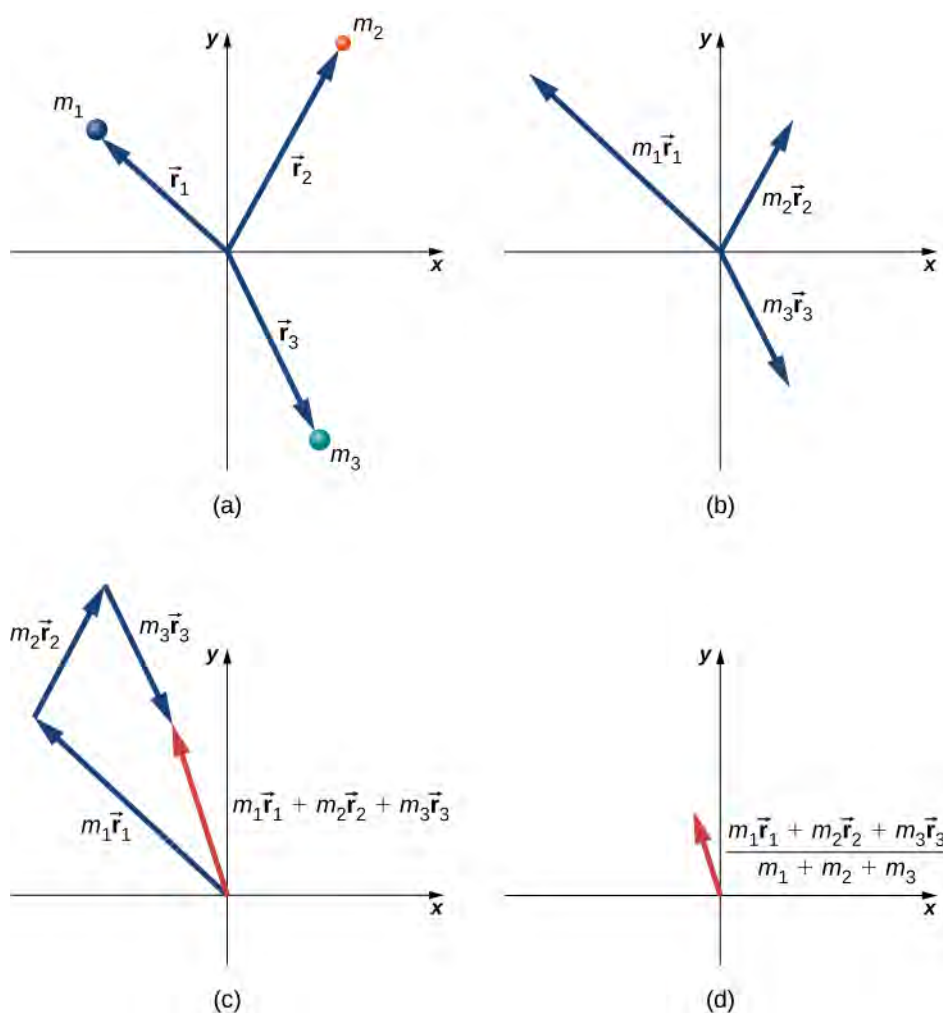 y
m₂
m₁
r⃗₁
r⃗₂
x
r⃗₃
m₃
(a)
y
m₁r⃗₁
m₂r⃗₂
x
m₃r⃗₃
(b)
m₂r⃗₂
m₃r⃗₃
y
m₁r⃗₁
m₁r⃗₁ + m₂r⃗₂ + m₃r⃗₃
x
(c)
y
m₁r⃗₁ + m₂r⃗₂ + m₃r⃗₃
m₁ + m₂ + m₃
x
(d)